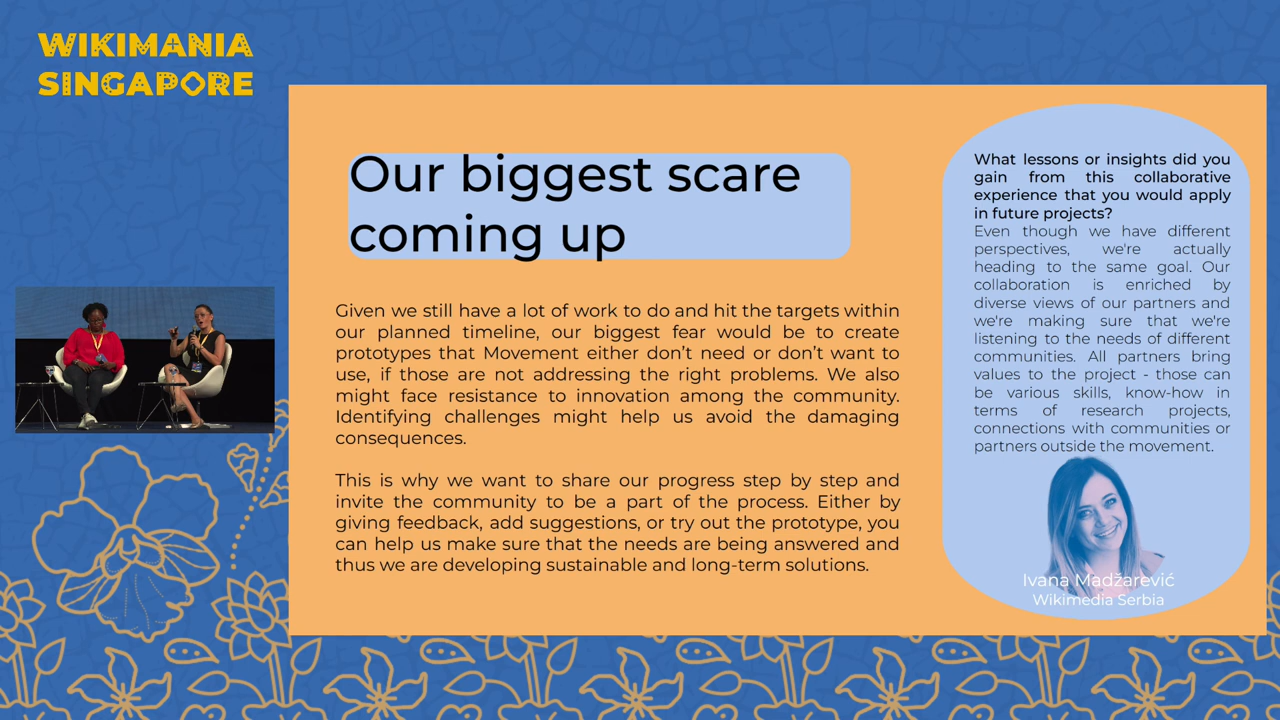 WIKIMANIA
SINGAPORE
Our biggest scare
coming up
Given we still have a lot of work to do and hit the targets within
our planned timeline, our biggest fear would be to create
prototypes that Movement either don’t need or don’t want to
use, if those are not addressing the right problems. We also
might face resistance to innovation among the community.
Identifying challenges might help us avoid the damaging
consequences.
This is why we want to share our progress step by step and
invite the community to be a part of the process. Either by
giving feedback, add suggestions, or try out the prototype, you
can help us make sure that the needs are being answered and
thus we are developing sustainable and long-term solutions.
What lessons or insights did you
gain from this collaborative
experience that you would apply
in future projects?
Even though we have different
perspectives, we're actually
heading to the same goal. Our
collaboration is enriched by
diverse views of our partners and
we're making sure that we're
listening to the needs of different
communities. All partners bring
values to the project - those can
be various skills, know-how in
terms of research projects,
connections with communities or
partners outside the movement.
Ivana Madžarević
Wikimedia Serbia